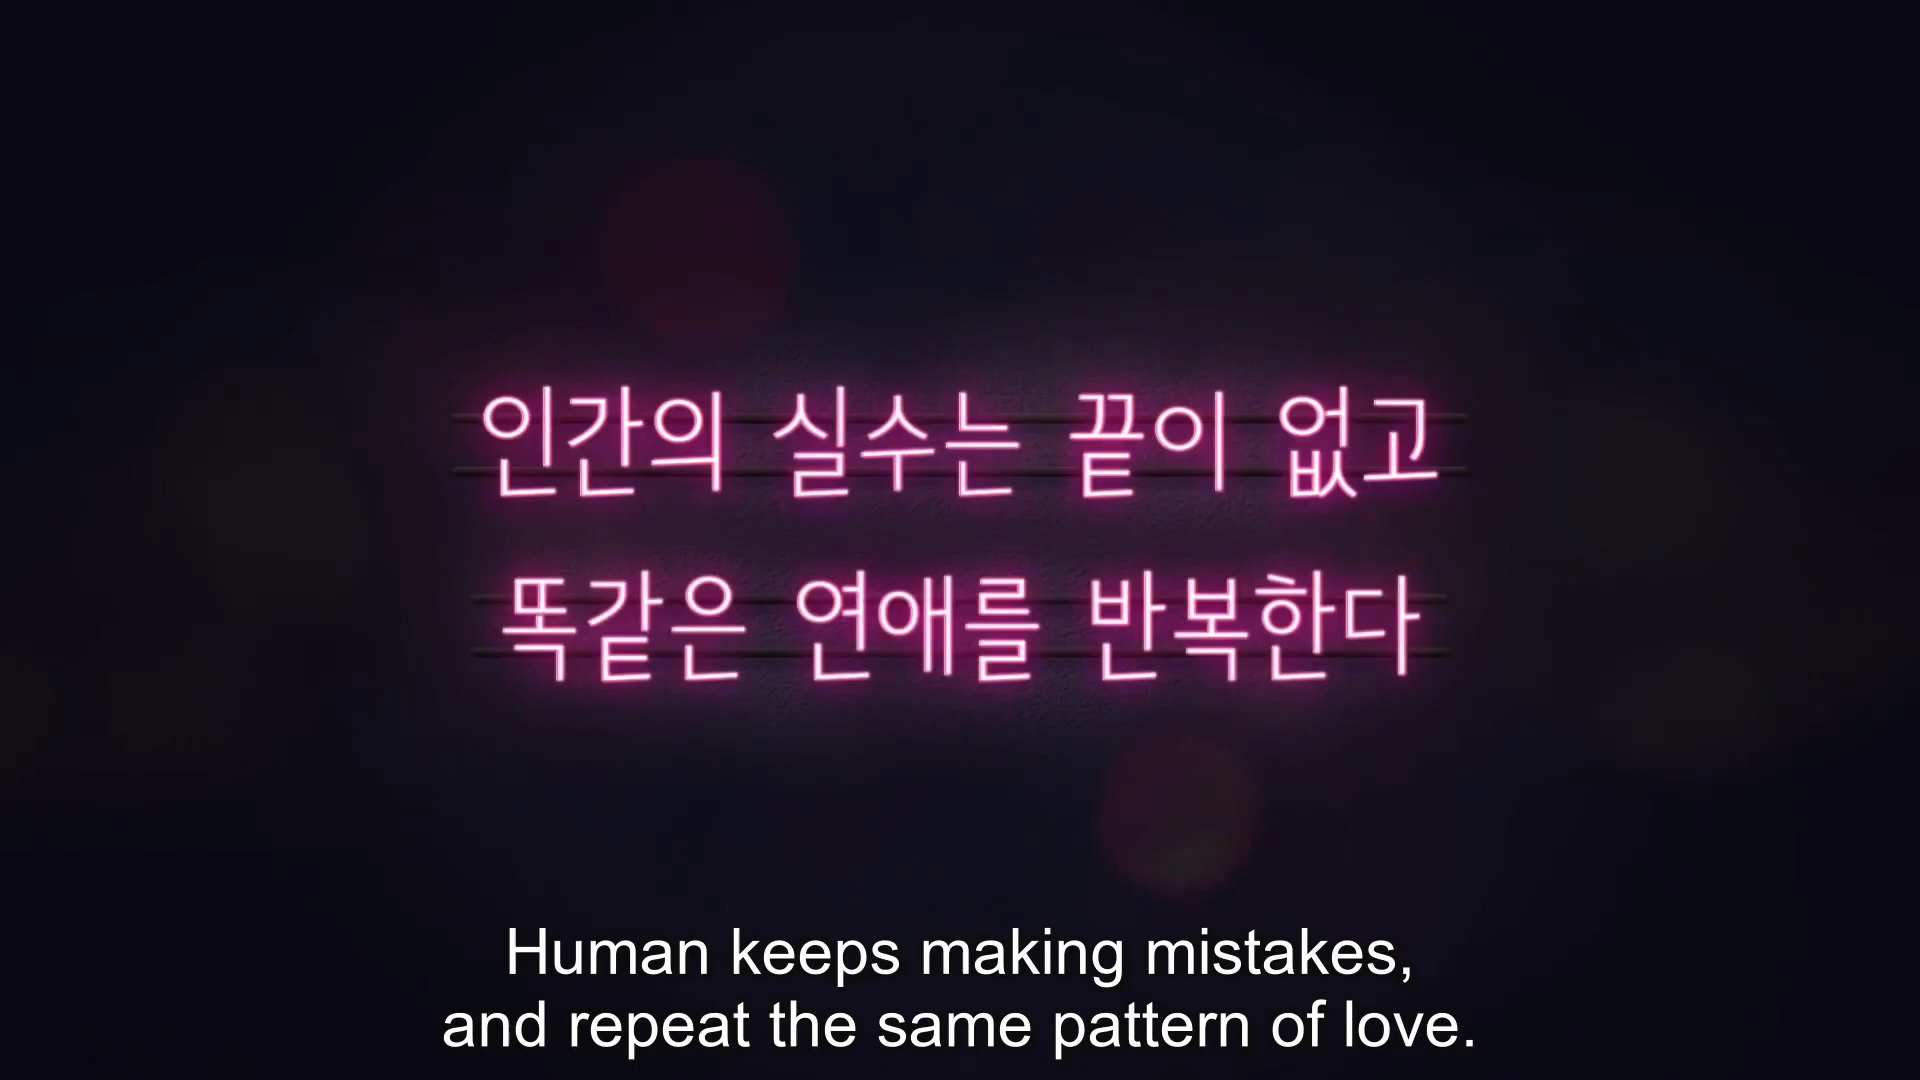 인간의 실수는 끝이 없고
똑같은 연애를 반복한다
Human keeps making mistakes,
and repeat the same pattern of love.